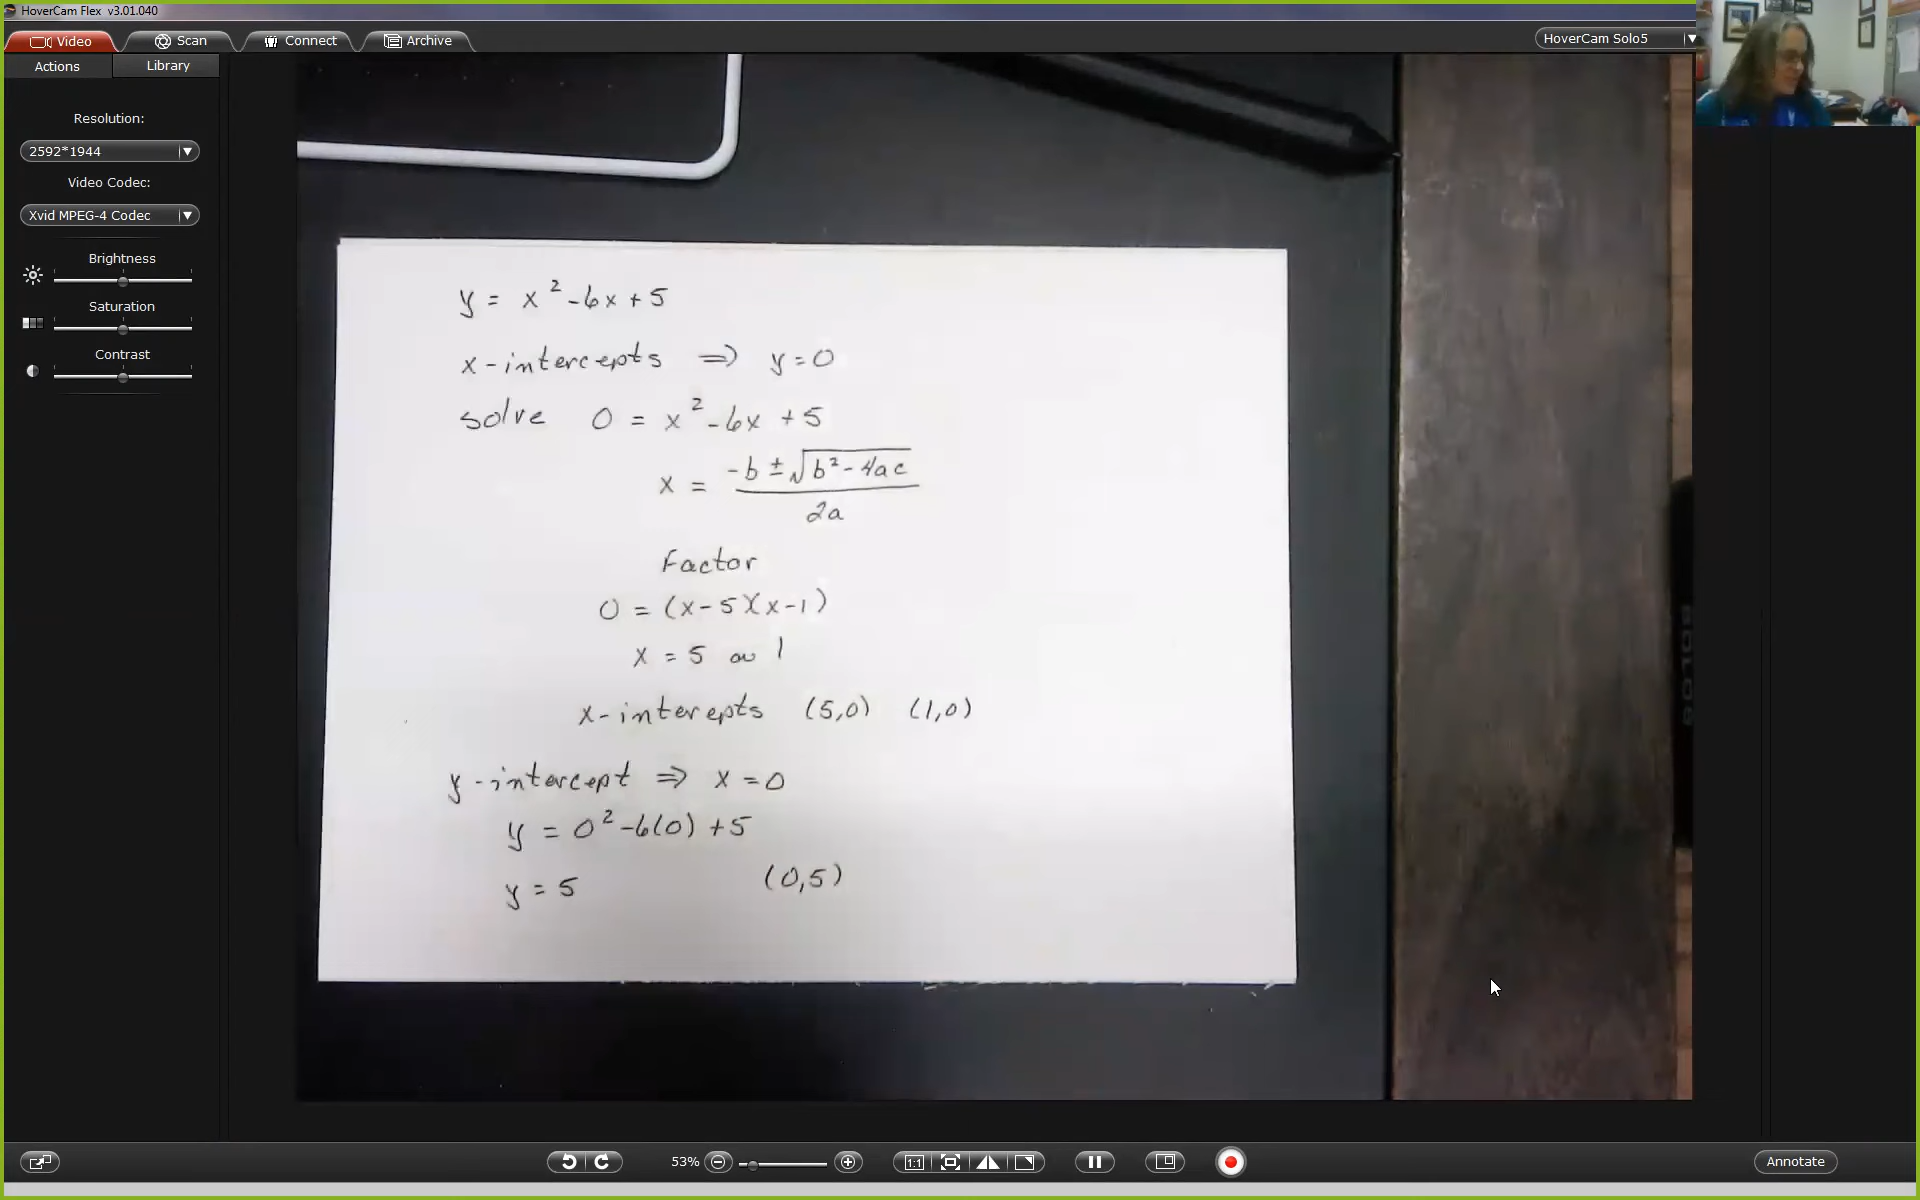 HoverCam Flex v3.01.040
Video Scan Connect Archive HoverCam Solo5
Actions Library
Resolution:
2592*1944
Video Codec:
Xvid MPEG-4 Codec
Brightness
Saturation
Contrast
y = x² - 6x + 5
x-intercepts ⇒ y = 0
solve 0 = x² - 6x + 5
x = (-b ± √(b² - 4ac)) / 2a
Factor
0 = (x - 5)(x - 1)
x = 5 or 1
x-intercepts (5,0) (1,0)
y-intercept ⇒ x = 0
y = 0² - 6(0) + 5
y = 5 (0,5)
53% 1:1 Annotate